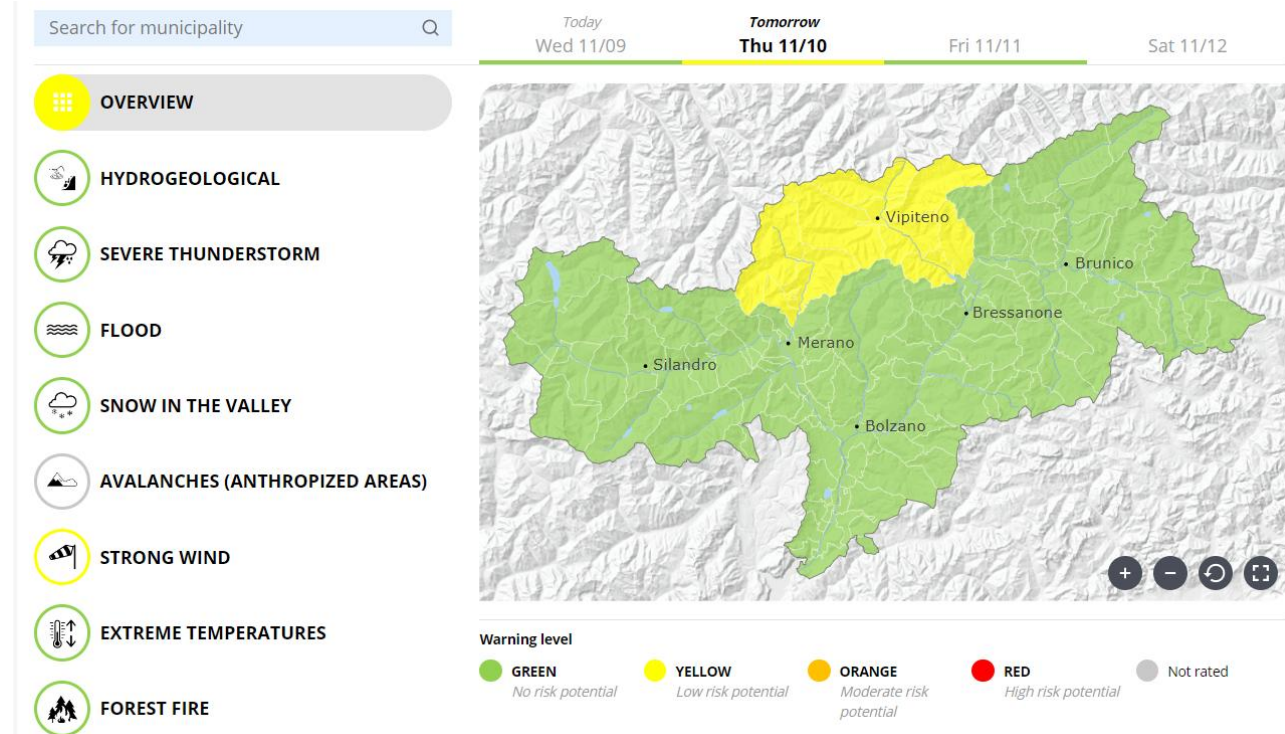 Search for municipality
OVERVIEW
HYDROGEOLOGICAL
SEVERE THUNDERSTORM
FLOOD
SNOW IN THE VALLEY
AVALANCHES (ANTHROPIZED AREAS)
STRONG WIND
EXTREME TEMPERATURES
FOREST FIRE
Today
Wed 11/09
Tomorrow
Thu 11/10
Fri 11/11
Sat 11/12
Vipiteno
Brunico
Bressanone
Merano
Silandro
Bolzano
Warning level
GREEN
No risk potential
YELLOW
Low risk potential
ORANGE
Moderate risk
potential
RED
High risk potential
Not rated